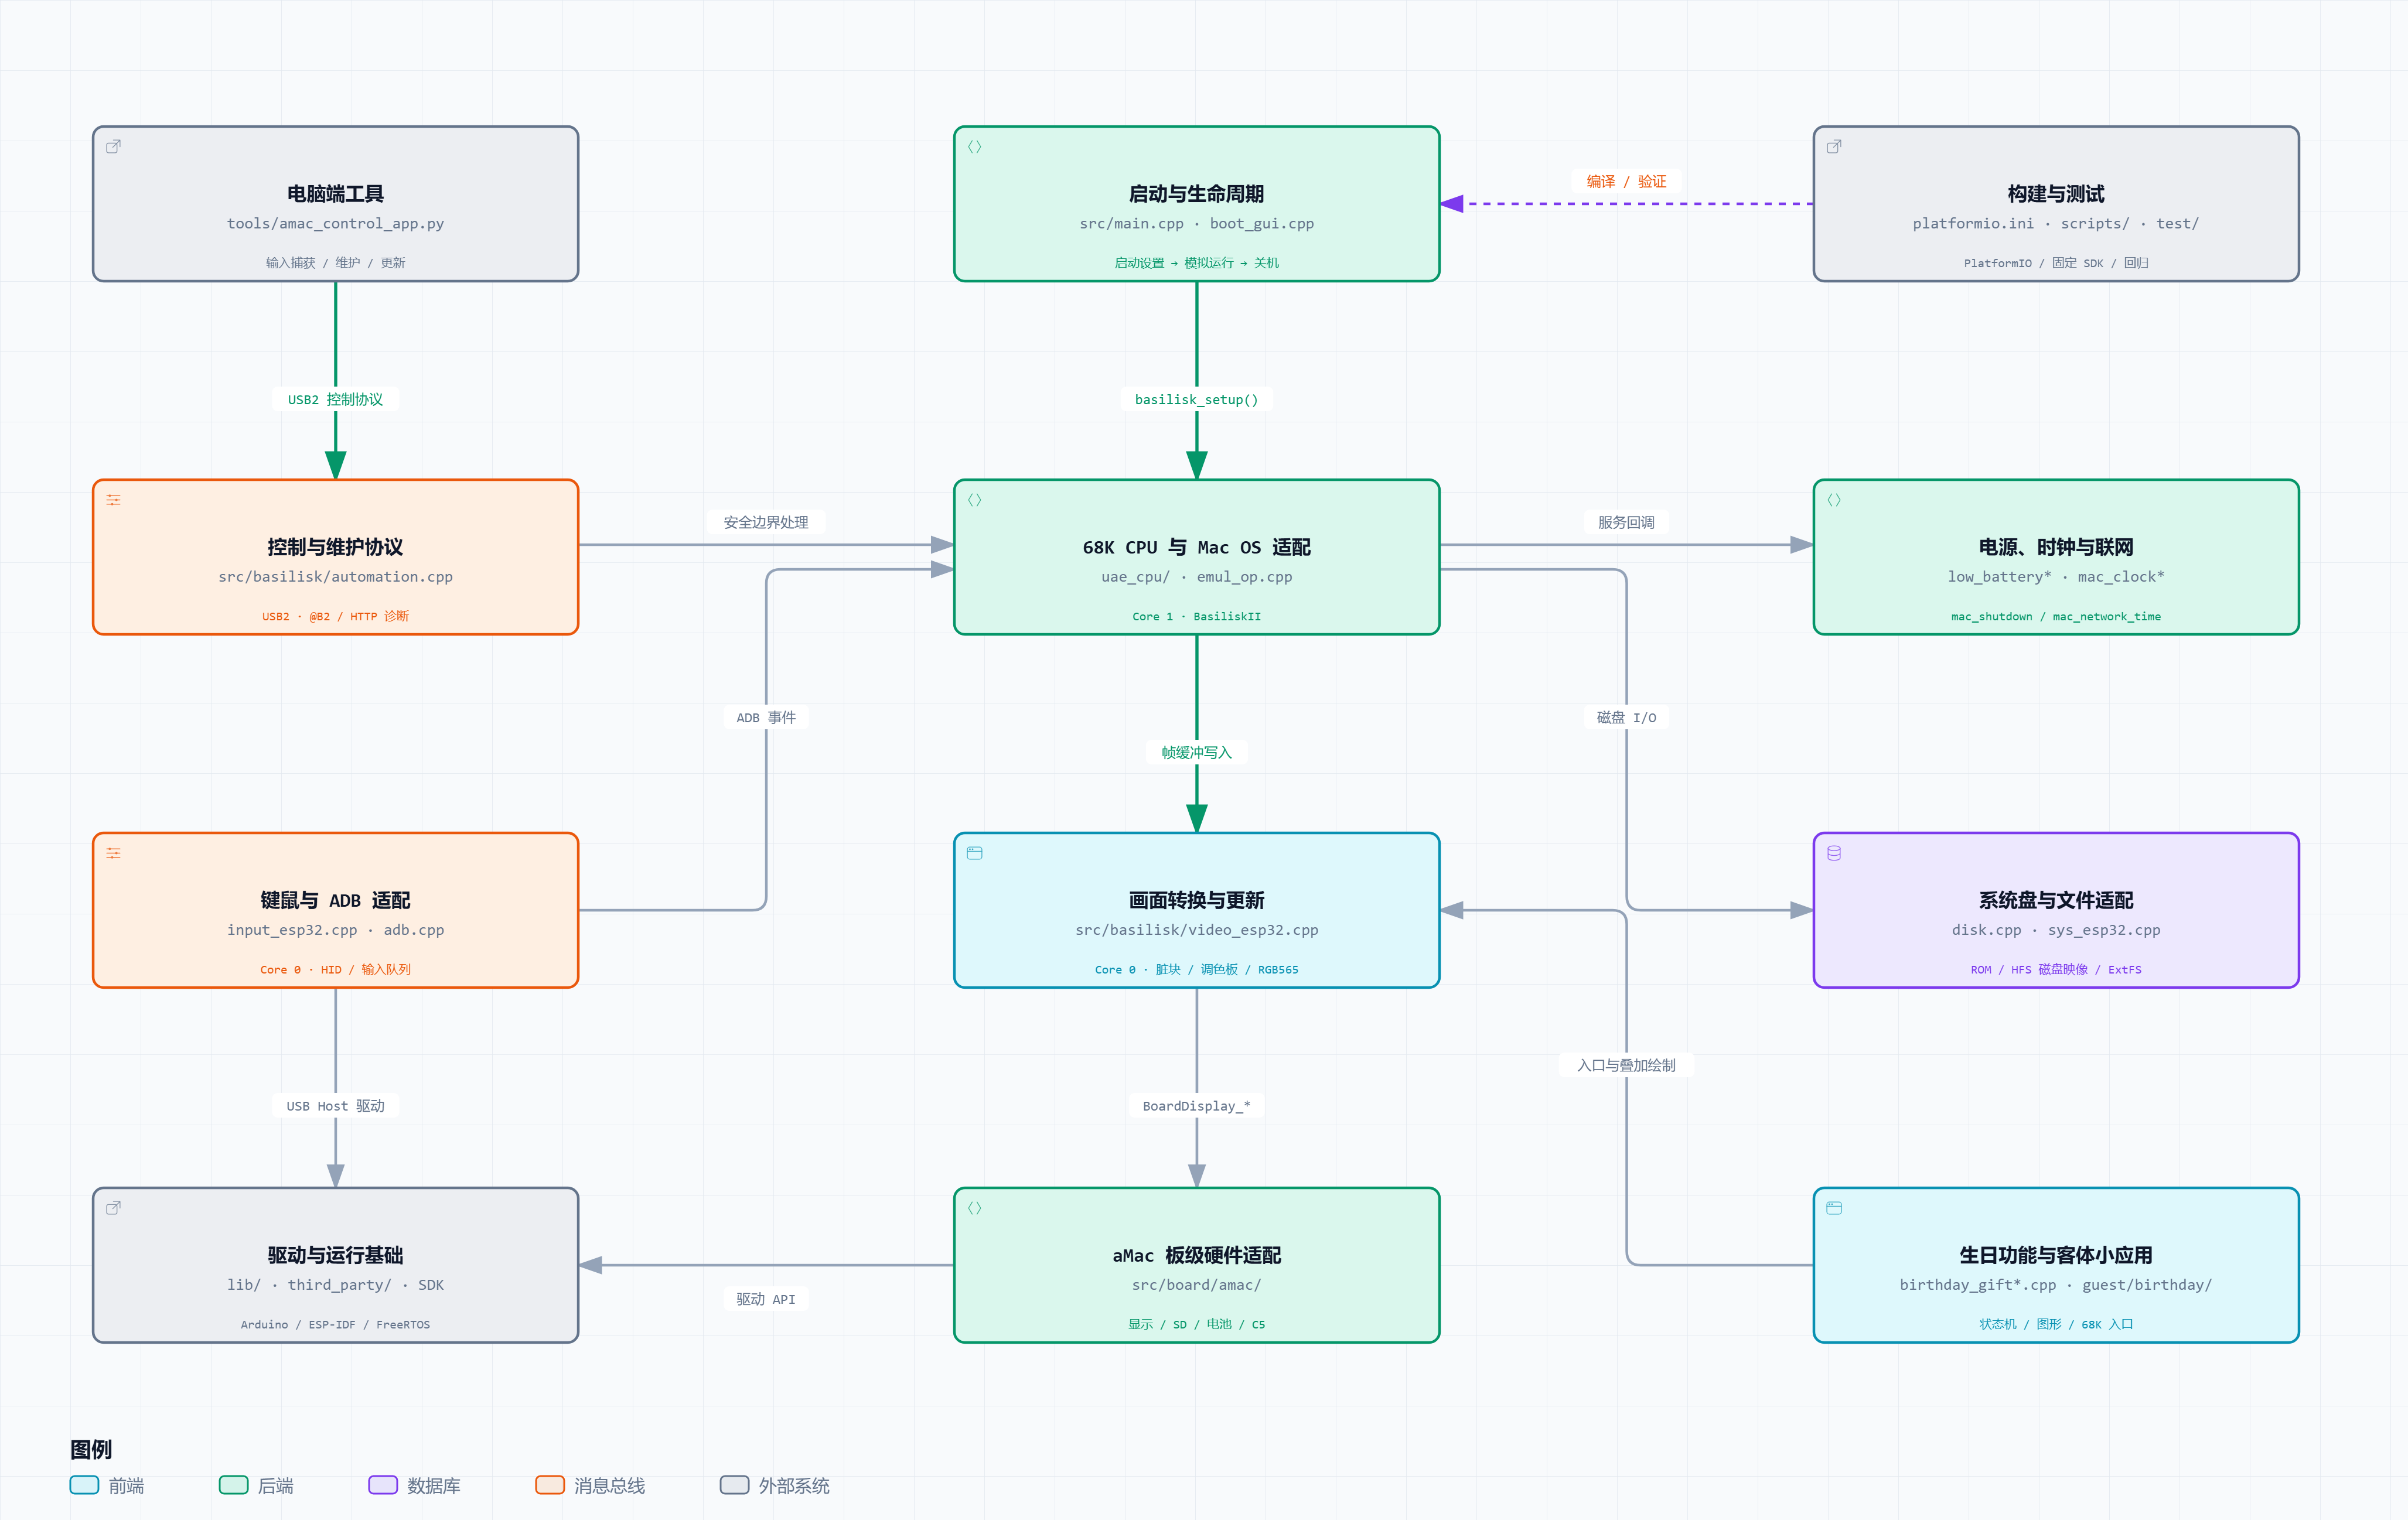 电脑端工具
tools/amac_control_app.py
输入捕获 / 维护 / 更新
启动与生命周期
src/main.cpp · boot_gui.cpp
启动设置 → 模拟运行 → 关机
编译 / 验证
构建与测试
platformio.ini · scripts/ · test/
PlatformIO / 固定 SDK / 回归
USB2 控制协议
basilisk_setup()
控制与维护协议
src/basilisk/automation.cpp
USB2 · @B2 / HTTP 诊断
安全边界处理
68K CPU 与 Mac OS 适配
uae_cpu/ · emul_op.cpp
Core 1 · BasiliskII
服务回调
电源、时钟与联网
low_battery* · mac_clock*
mac_shutdown / mac_network_time
ADB 事件
帧缓冲写入
磁盘 I/O
键鼠与 ADB 适配
input_esp32.cpp · adb.cpp
Core 0 · HID / 输入队列
画面转换与更新
src/basilisk/video_esp32.cpp
Core 0 · 脏块 / 调色板 / RGB565
系统盘与文件适配
disk.cpp · sys_esp32.cpp
ROM / HFS 磁盘映像 / ExtFS
USB Host 驱动
BoardDisplay_*
入口与叠加绘制
驱动与运行基础
lib/ · third_party/ · SDK
Arduino / ESP-IDF / FreeRTOS
驱动 API
aMac 板级硬件适配
src/board/amac/
显示 / SD / 电池 / C5
生日功能与客体小应用
birthday_gift*.cpp · guest/birthday/
状态机 / 图形 / 68K 入口
图例
前端
后端
数据库
消息总线
外部系统